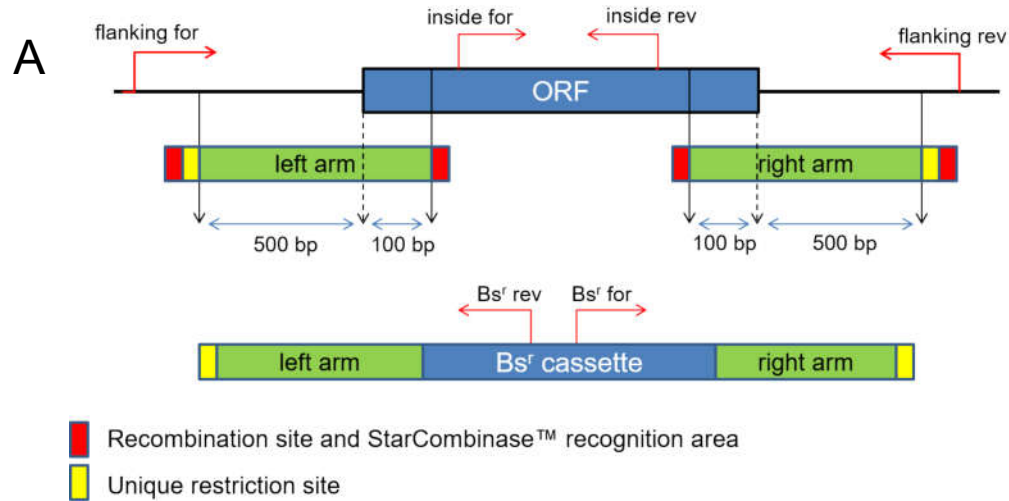 A
flanking for
inside for
inside rev
flanking rev
ORF
left arm
right arm
500 bp
100 bp
100 bp
500 bp
Bsʳ rev
Bsʳ for
left arm
Bsʳ cassette
right arm
Recombination site and StarCombinase™ recognition area
Unique restriction site